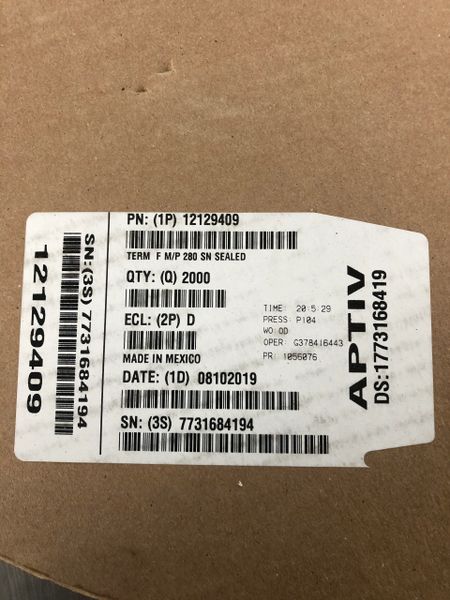 PN: (1P) 12129409
TERM F M/P 280 SN SEALED
QTY: (Q) 2000
ECL: (2P) D
MADE IN MEXICO
DATE: (1D) 08102019
SN: (3S) 7731684194
TIME: 20:5:29
PRESS: P104
WO: OD
OPER: G378416443
PR: 1056076
APTIV
DS:1773168419
SN:(3S) 7731684194
12129409